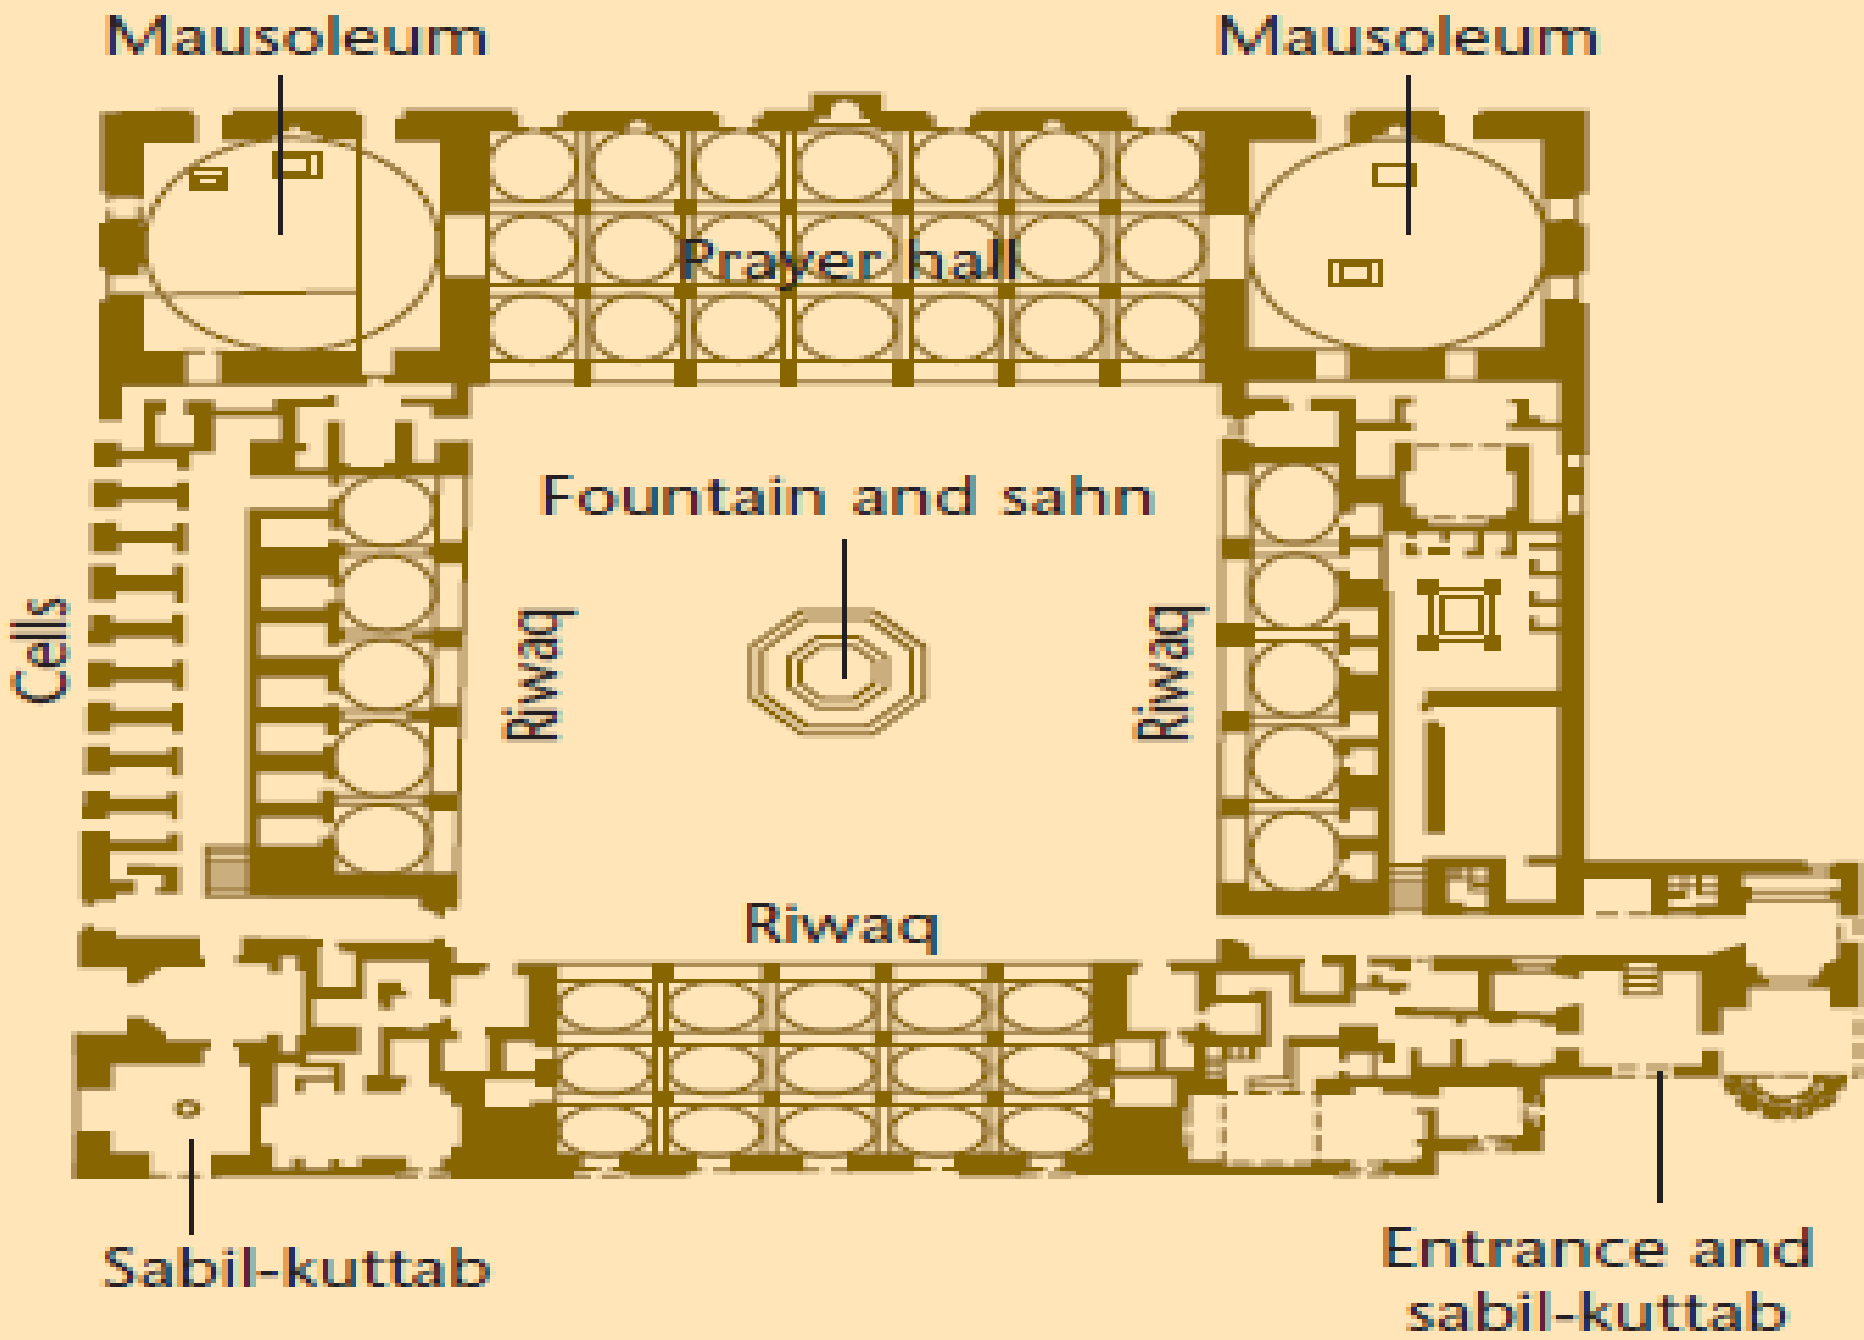 Mausoleum
Mausoleum
Prayer hall
Fountain and sahn
Cells
Riwaq
Riwaq
Riwaq
Sabil-kuttab
Entrance and
sabil-kuttab